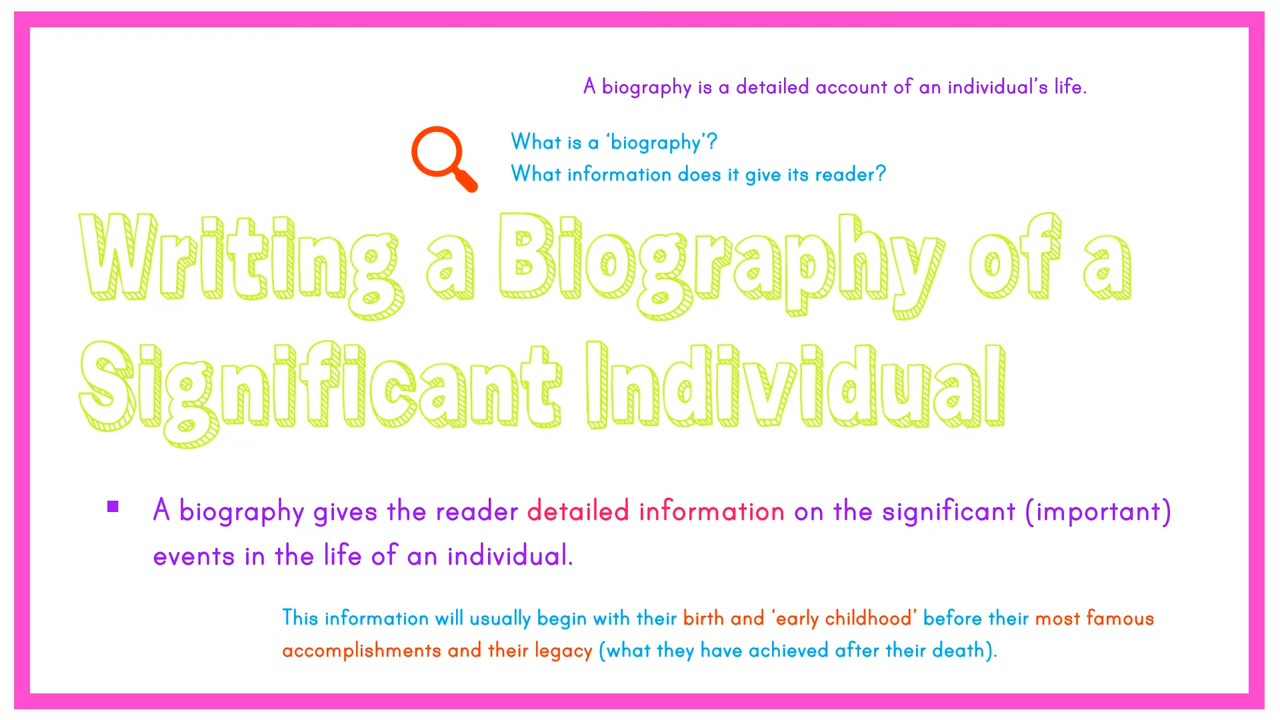 A biography is a detailed account of an individual's life.
What is a ‘biography’?
What information does it give its reader?
Writing a Biography of a
Significant Individual
A biography gives the reader detailed information on the significant (important)
events in the life of an individual.
This information will usually begin with their birth and ‘early childhood’ before their most famous
accomplishments and their legacy (what they have achieved after their death).